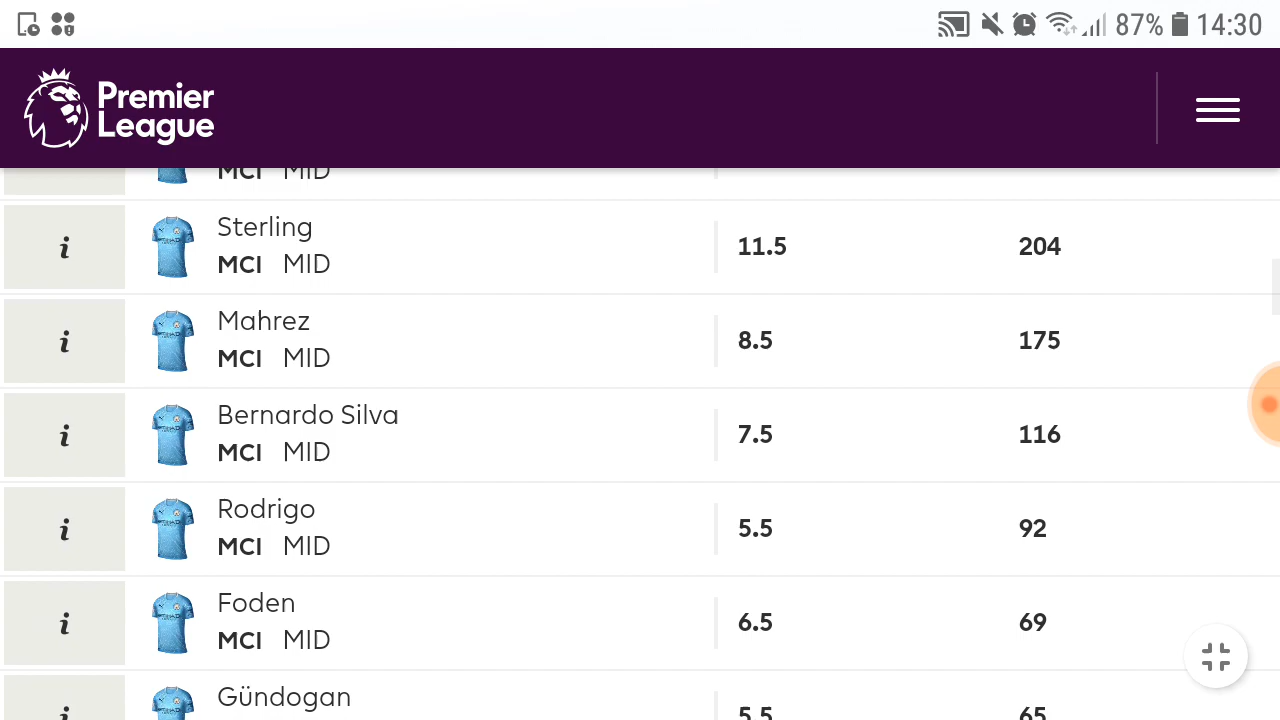 87% 14:30
Premier
League
MCI MID
Sterling
MCI MID 11.5 204
i
Mahrez
MCI MID 8.5 175
i
Bernardo Silva
MCI MID 7.5 116
i
Rodrigo
MCI MID 5.5 92
i
Foden
MCI MID 6.5 69
i
Gündogan
5.5 65
i